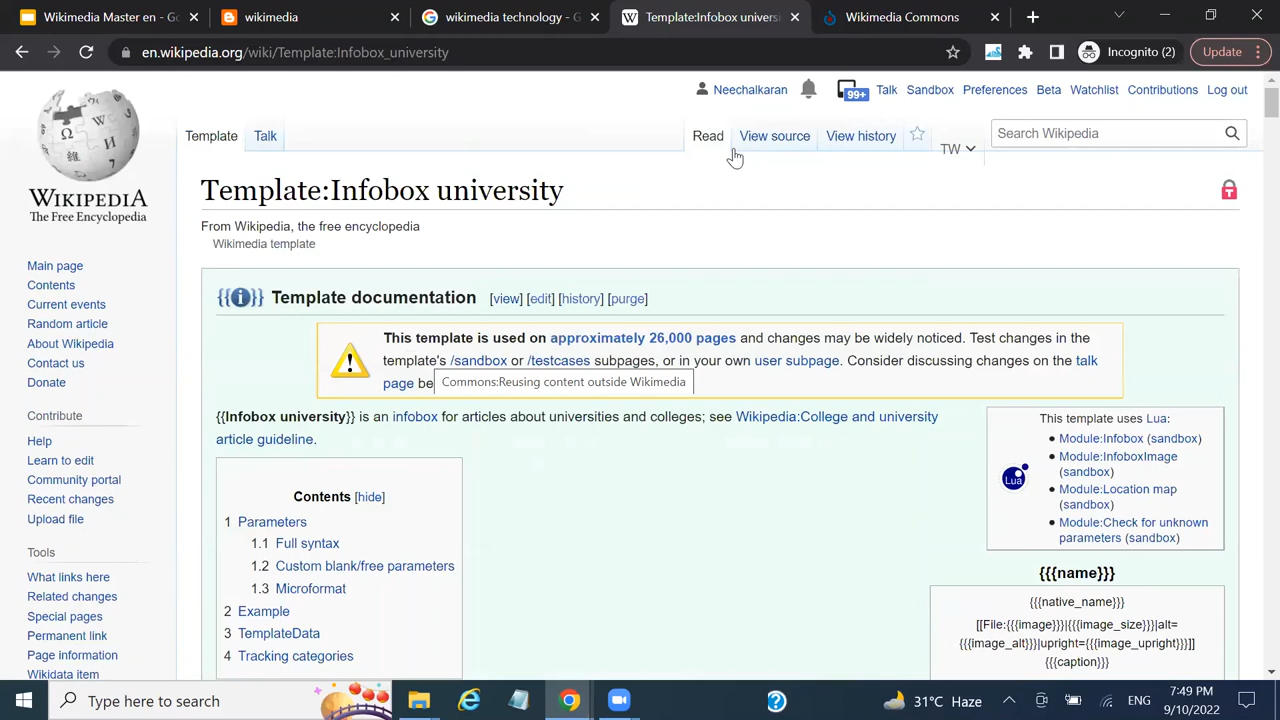 Wikimedia Master en - Go
wikimedia
wikimedia technology - G
Template:Infobox universi
Wikimedia Commons
en.wikipedia.org/wiki/Template:Infobox_university
Incognito (2)
Update
Neechalkaran
99+
Talk
Sandbox
Preferences
Beta
Watchlist
Contributions
Log out
Template
Talk
Read
View source
View history
TW
Search Wikipedia
WIKIPEDIA
The Free Encyclopedia
Template:Infobox university
From Wikipedia, the free encyclopedia
Wikimedia template
Main page
Contents
Current events
Random article
About Wikipedia
Contact us
Donate
Contribute
Help
Learn to edit
Community portal
Recent changes
Upload file
Tools
What links here
Related changes
Special pages
Permanent link
Page information
Wikidata item
Template documentation [view] [edit] [history] [purge]
This template is used on approximately 26,000 pages and changes may be widely noticed. Test changes in the
template's /sandbox or /testcases subpages, or in your own user subpage. Consider discussing changes on the talk
page be
Commons:Reusing content outside Wikimedia
{{Infobox university}} is an infobox for articles about universities and colleges; see Wikipedia:College and university
article guideline.
Contents [hide]
1 Parameters
1.1 Full syntax
1.2 Custom blank/free parameters
1.3 Microformat
2 Example
3 TemplateData
4 Tracking categories
This template uses Lua:
Lua
Module:Infobox (sandbox)
Module:InfoboxImage
(sandbox)
Module:Location map
(sandbox)
Module:Check for unknown
parameters (sandbox)
{{{name}}}
{{{native_name}}}
[[File:{{{image}}}|{{{image_size}}}|alt=
{{{image_alt}}}|upright={{{image_upright}}}]]
{{{caption}}}
Type here to search
31°C Haze
ENG
7:49 PM
9/10/2022